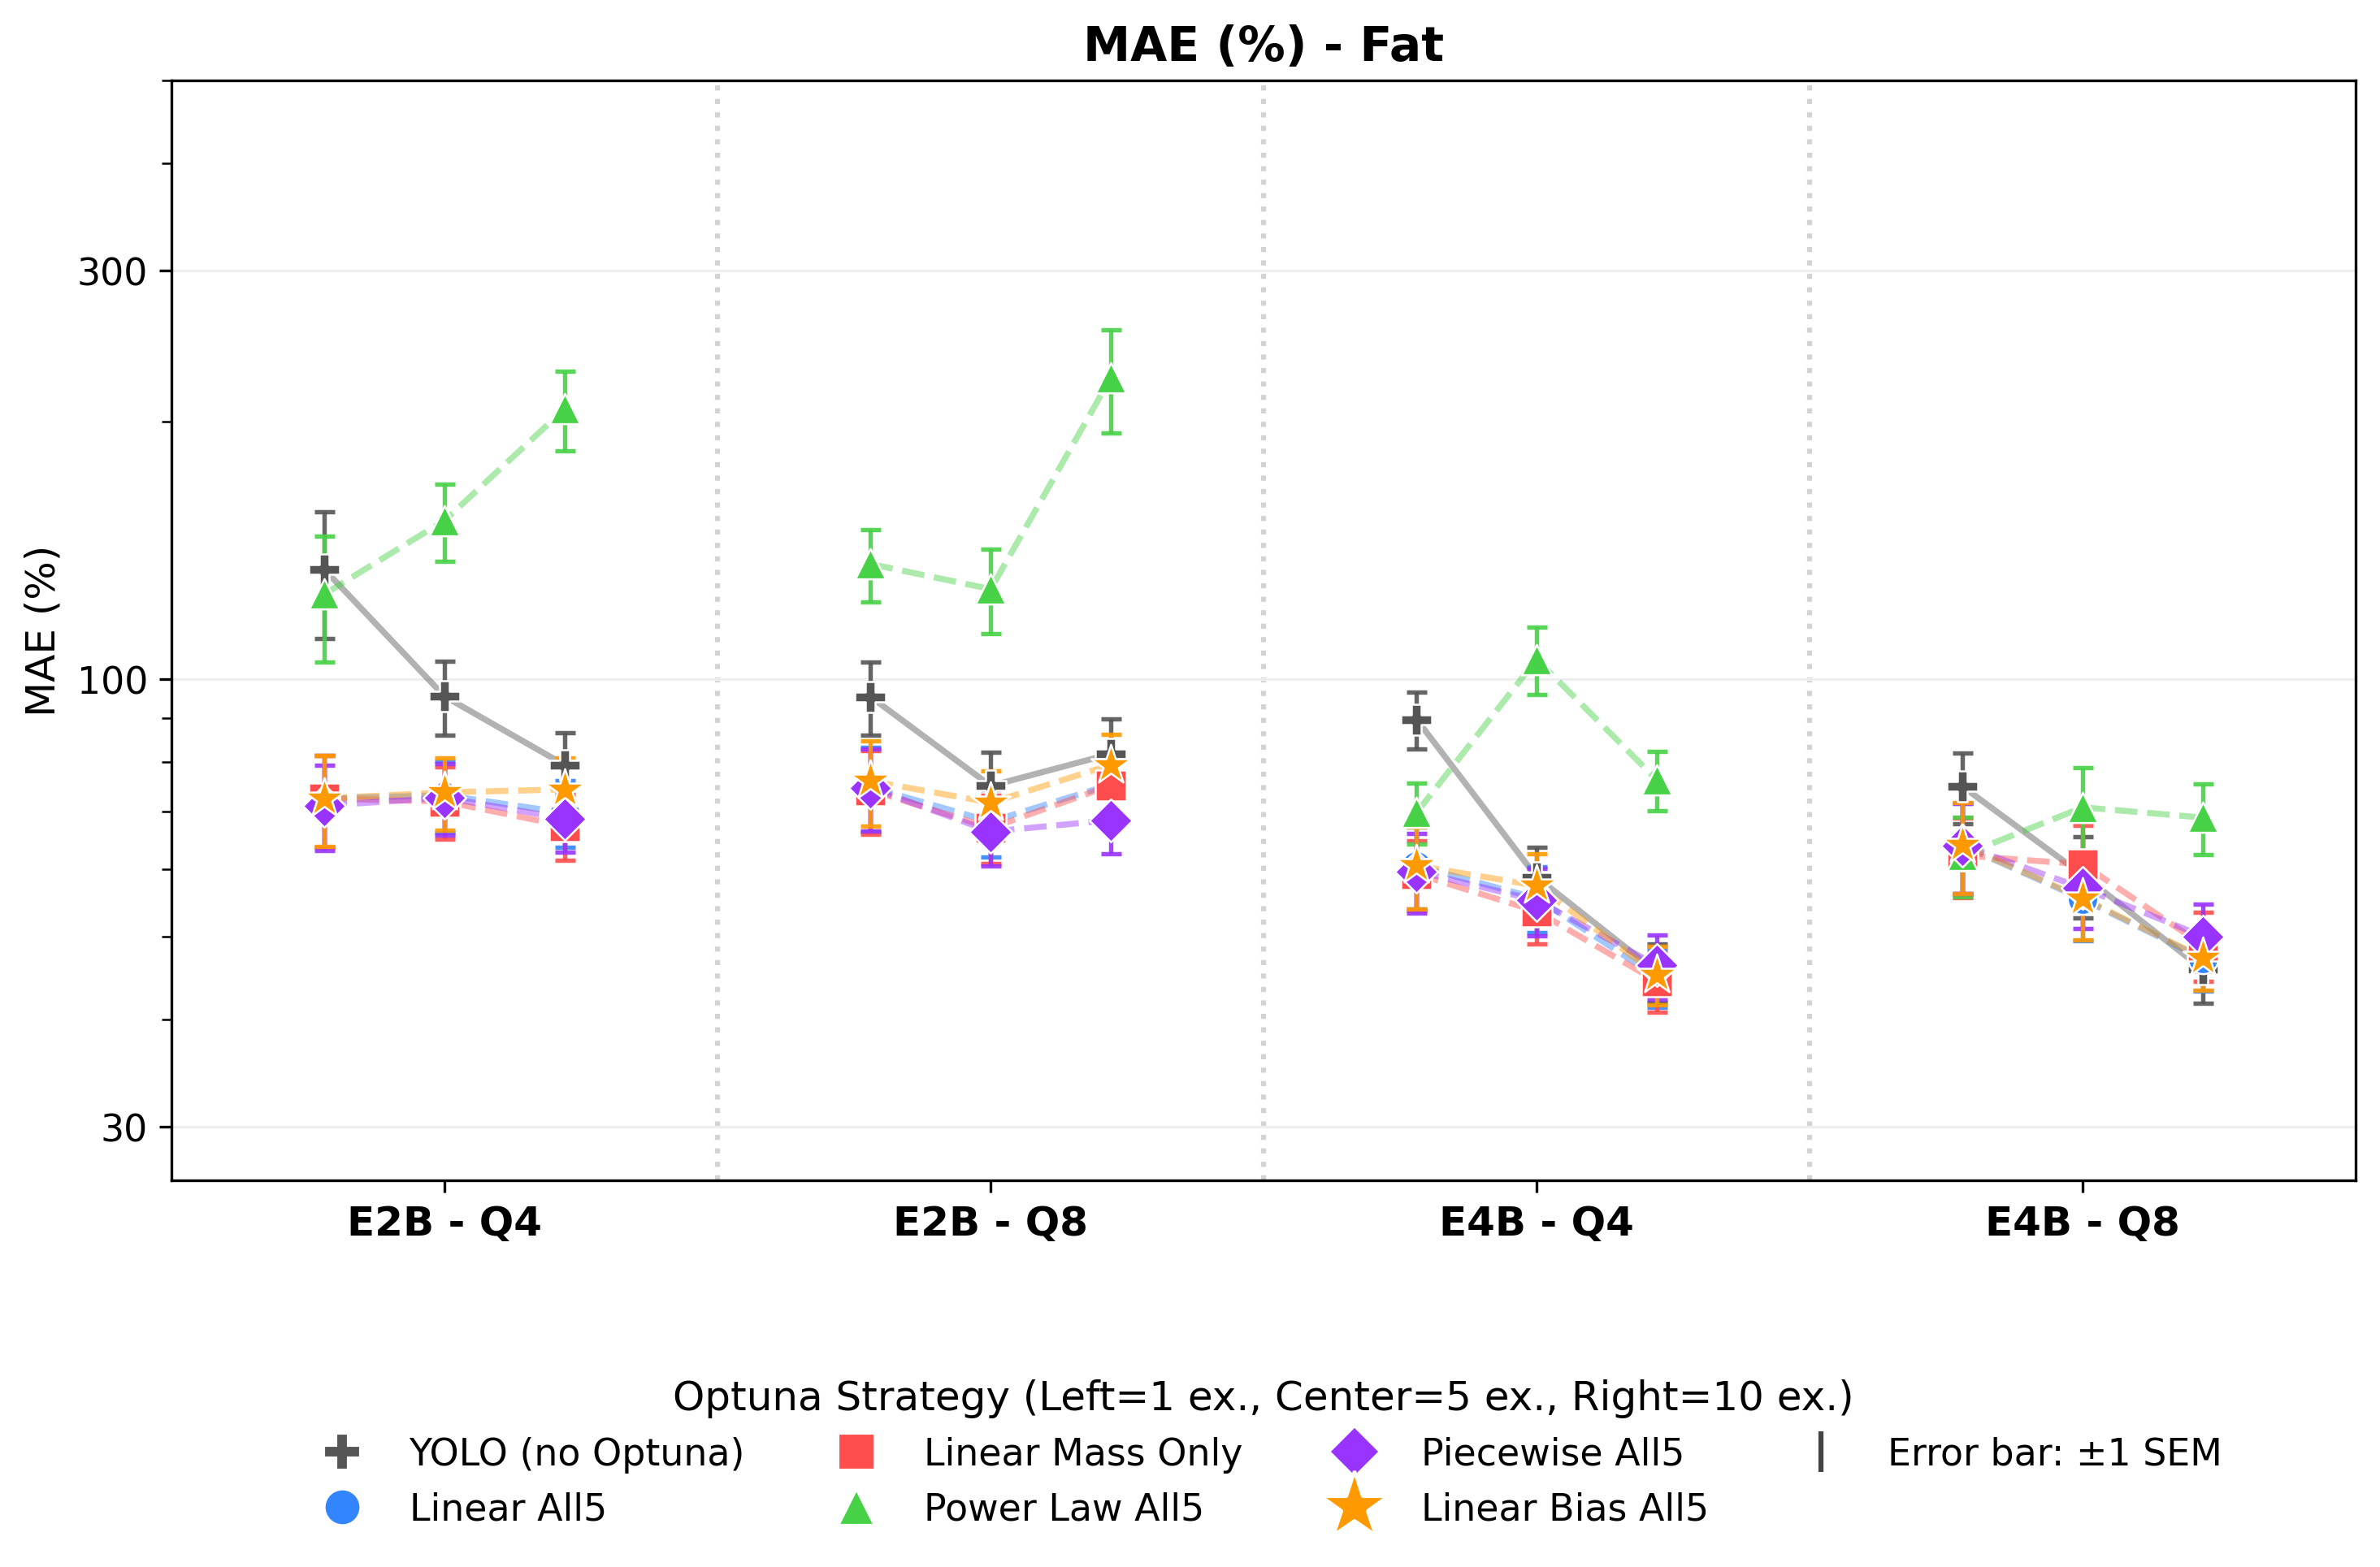 MAE (%) - Fat
MAE (%)
300
100
30
E2B - Q4
E2B - Q8
E4B - Q4
E4B - Q8
Optuna Strategy (Left=1 ex., Center=5 ex., Right=10 ex.)
YOLO (no Optuna)
Linear All5
Linear Mass Only
Power Law All5
Piecewise All5
Linear Bias All5
Error bar: ±1 SEM